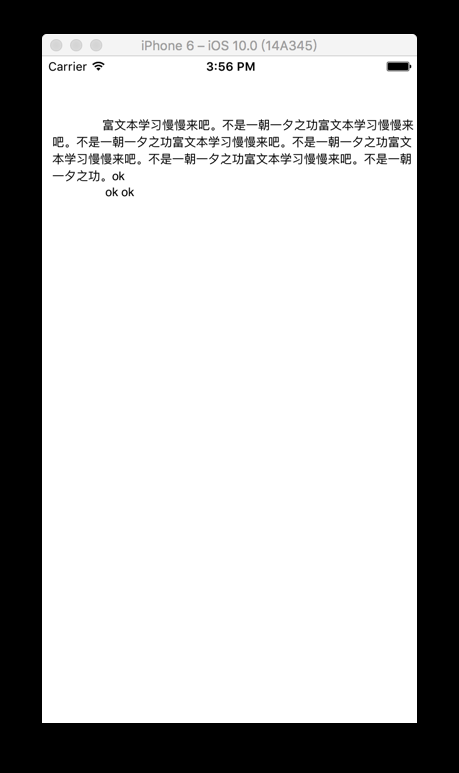 iPhone 6 – iOS 10.0 (14A345)
Carrier 3:56 PM
富文本学习慢慢来吧。不是一朝一夕之功富文本学习慢慢来
吧。不是一朝一夕之功富文本学习慢慢来吧。不是一朝一夕之功富文
本学习慢慢来吧。不是一朝一夕之功富文本学习慢慢来吧。不是一朝
一夕之功。ok
ok ok